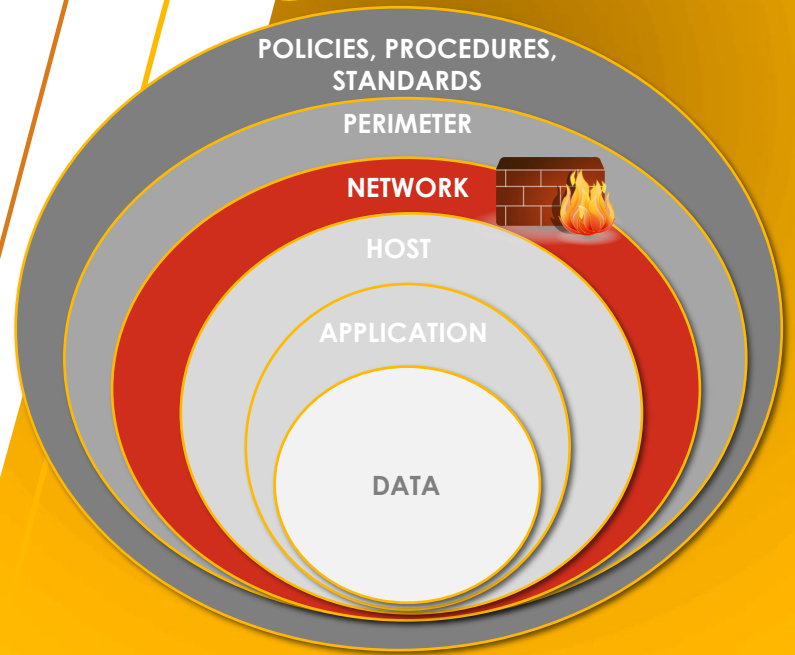 POLICIES, PROCEDURES,
STANDARDS
PERIMETER
NETWORK
HOST
APPLICATION
DATA